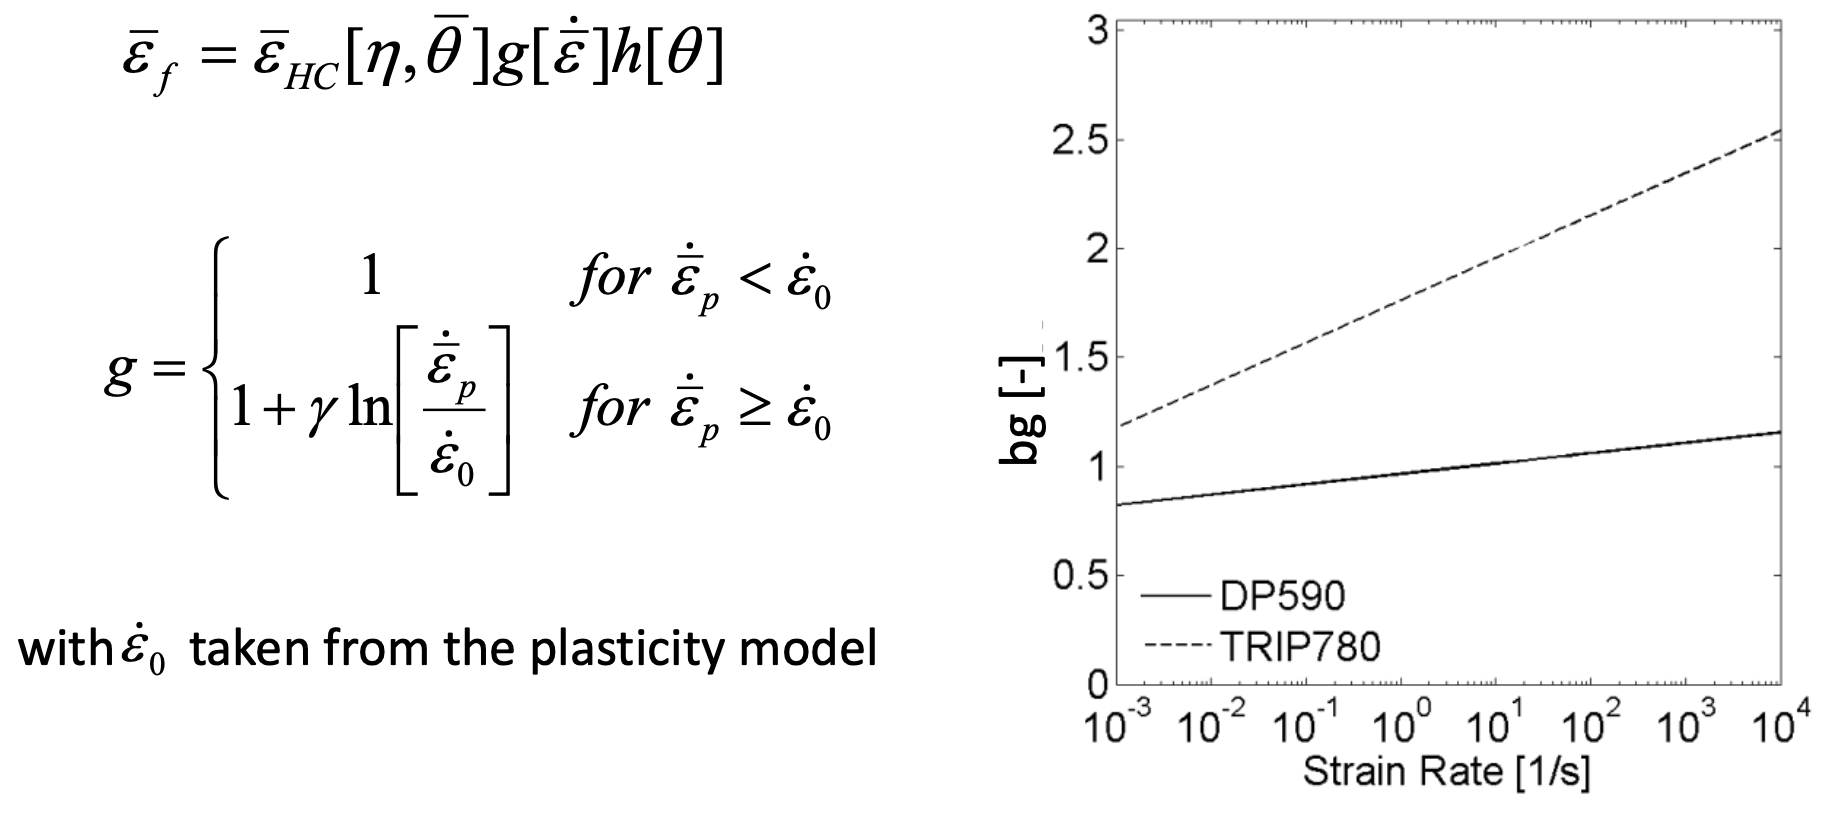 ε̄_f = ε̄_HC[η, θ̄]g[ε̄̇]h[θ]
g = { 1 for ε̄̇_p < ε̇_0
1 + γ ln[ε̄̇_p / ε̇_0] for ε̄̇_p ≥ ε̇_0
with ε̇_0 taken from the plasticity model
bg [-]
3
2.5
2
1.5
1
0.5
0
DP590
TRIP780
10^-3 10^-2 10^-1 10^0 10^1 10^2 10^3 10^4
Strain Rate [1/s]